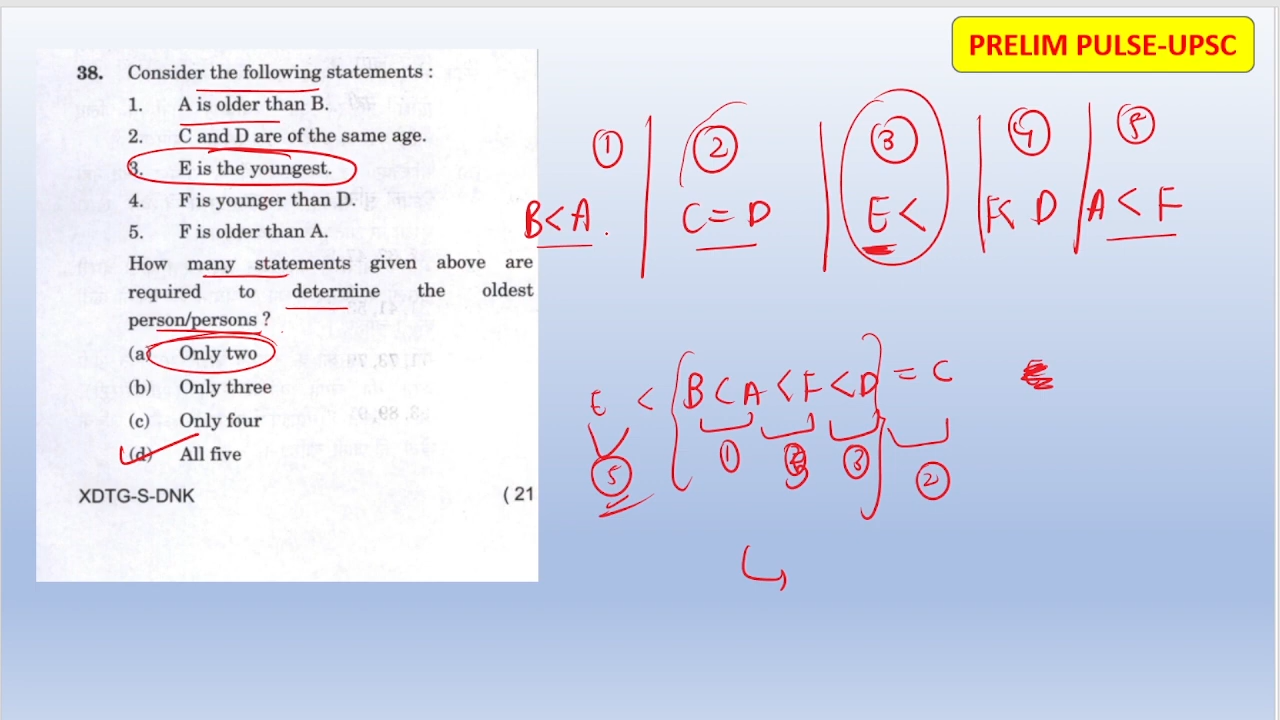 PRELIM PULSE-UPSC
38. Consider the following statements :
1. A is older than B.
2. C and D are of the same age.
3. E is the youngest.
4. F is younger than D.
5. F is older than A.
How many statements given above are
required to determine the oldest
person/persons ?
(a) Only two
(b) Only three
(c) Only four
(d) All five
XDTG-S-DNK ( 21
1 2 3 4 5
B<A. C=D E< F< D A<F
E < {B<A<F<D} = C
5 1 3 2